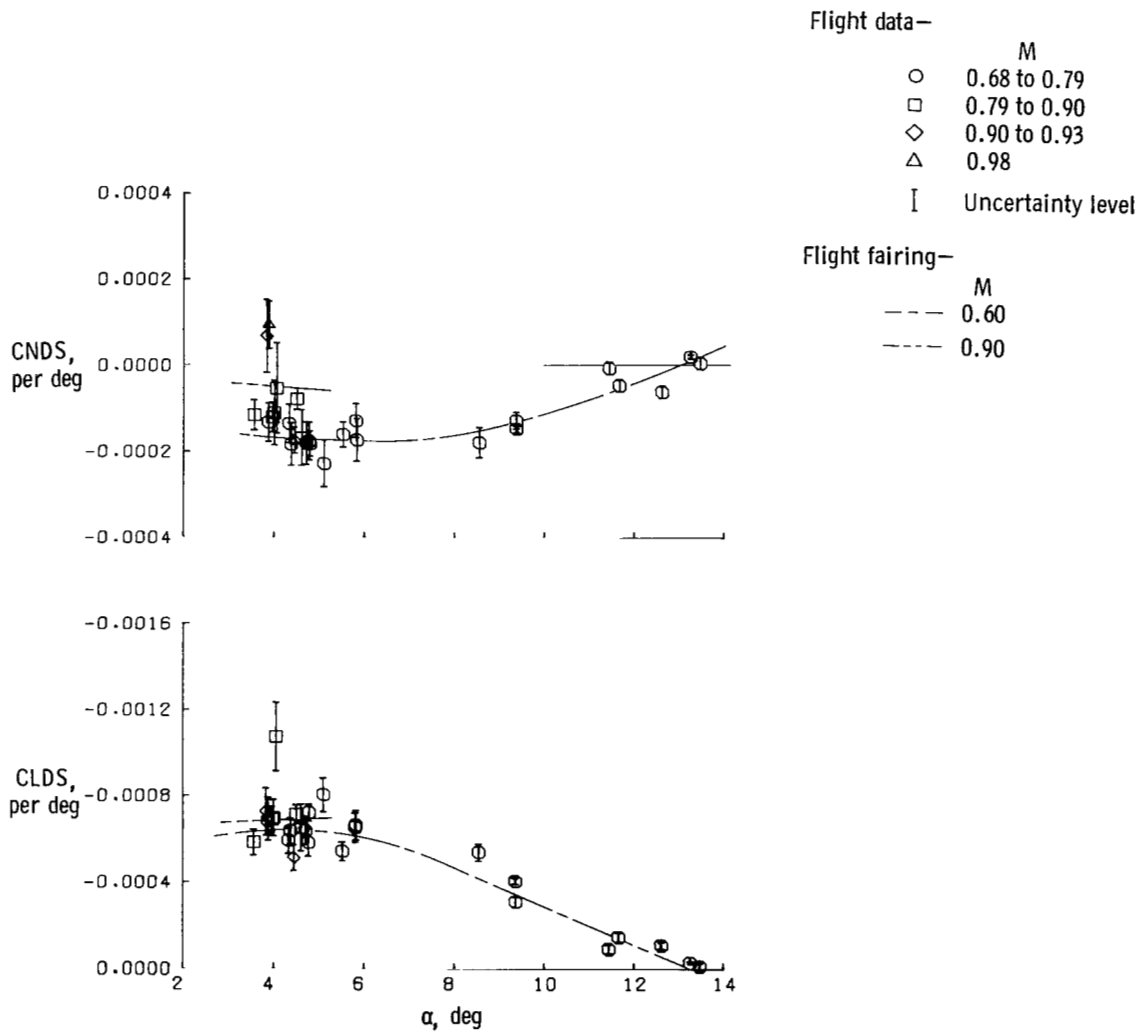 Flight data—
M
0.68 to 0.79
0.79 to 0.90
0.90 to 0.93
0.98
Uncertainty level
Flight fairing—
M
0.60
0.90
0.0004
0.0002
0.0000
-0.0002
-0.0004
CNDS,
per deg
-0.0016
-0.0012
-0.0008
-0.0004
0.0000
CLDS,
per deg
2 4 6 8 10 12 14
α, deg